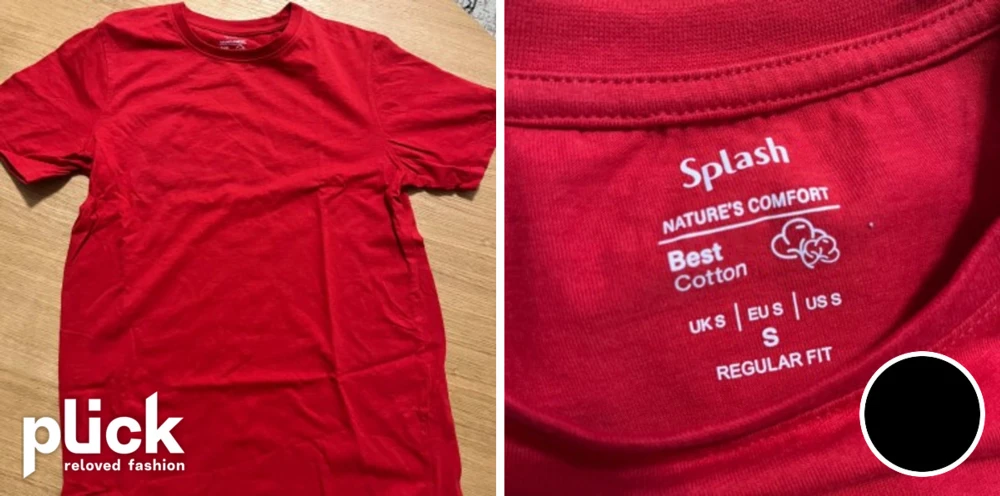 plick
reloved fashion
Splash
NATURE'S COMFORT
Best
Cotton
UK S | EU S | US S
S
REGULAR FIT